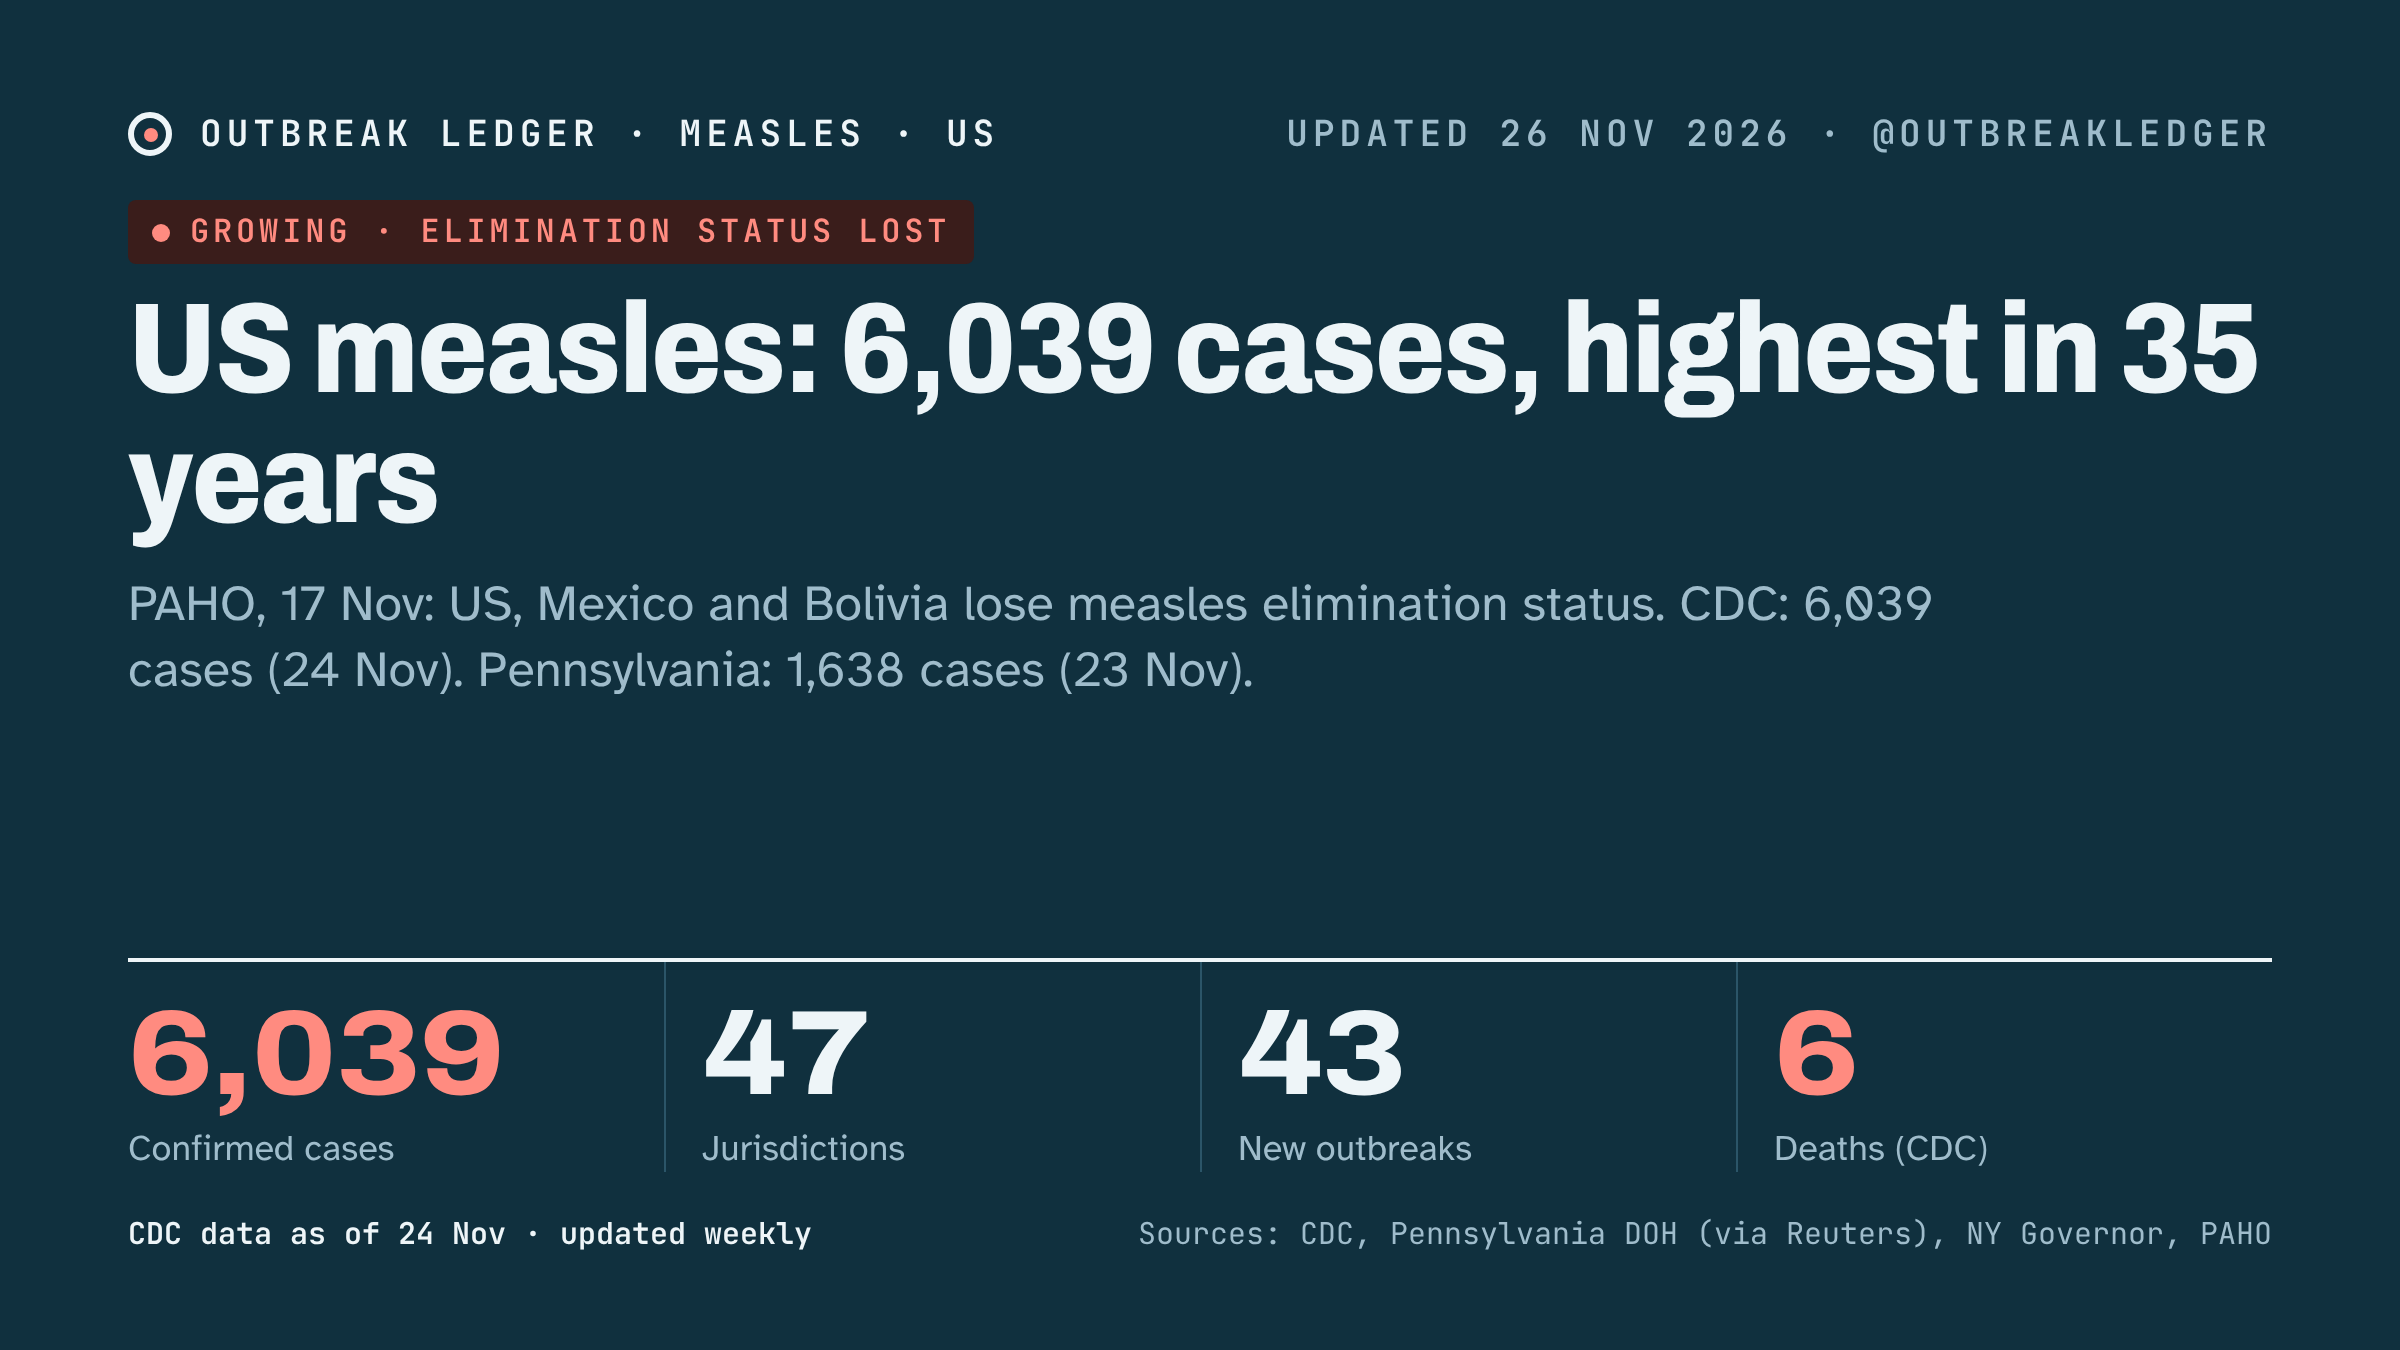 OUTBREAK LEDGER · MEASLES · US
UPDATED 26 NOV 2026 · @OUTBREAKLEDGER
GROWING · ELIMINATION STATUS LOST
US measles: 6,039 cases, highest in 35
years
PAHO, 17 Nov: US, Mexico and Bolivia lose measles elimination status. CDC: 6,039
cases (24 Nov). Pennsylvania: 1,638 cases (23 Nov).
6,039
Confirmed cases
47
Jurisdictions
43
New outbreaks
6
Deaths (CDC)
CDC data as of 24 Nov · updated weekly
Sources: CDC, Pennsylvania DOH (via Reuters), NY Governor, PAHO